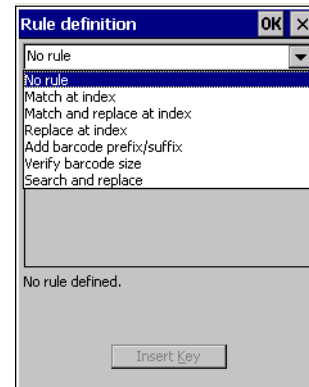 Rule definition OK ×
No rule
No rule
Match at index
Match and replace at index
Replace at index
Add barcode prefix/suffix
Verify barcode size
Search and replace
No rule defined.
Insert Key